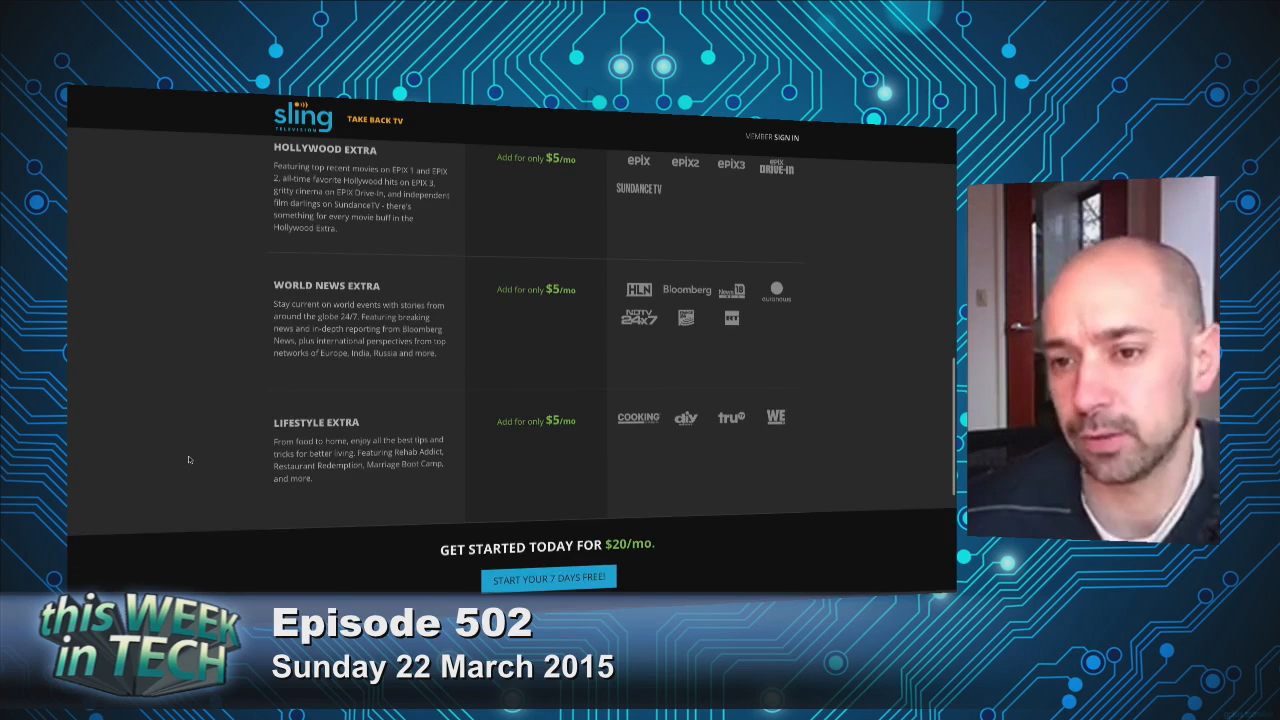 sling
TELEVISION
TAKE BACK TV
MEMBER SIGN IN
HOLLYWOOD EXTRA
Featuring top recent movies on EPIX 1 and EPIX
2, all-time favorite Hollywood hits on EPIX 3,
gritty cinema on EPIX Drive-In, and independent
film darlings on SundanceTV - there's
something for every movie buff in the
Hollywood Extra.
Add for only $5/mo
epix epix2 epix3 epix DRIVE-IN
SUNDANCETV
WORLD NEWS EXTRA
Stay current on world events with stories from
around the globe 24/7. Featuring breaking
news and in-depth reporting from Bloomberg
News, plus international perspectives from top
networks of Europe, India, Russia and more.
Add for only $5/mo
HLN Bloomberg News 18 euronews
NDTV 24x7 RT
LIFESTYLE EXTRA
From food to home, enjoy all the best tips and
tricks for better living. Featuring Rehab Addict,
Restaurant Redemption, Marriage Boot Camp,
and more.
Add for only $5/mo
COOKING diy truTV WE
GET STARTED TODAY FOR $20/mo.
START YOUR 7 DAYS FREE!
this WEEK
in TECH
Episode 502
Sunday 22 March 2015